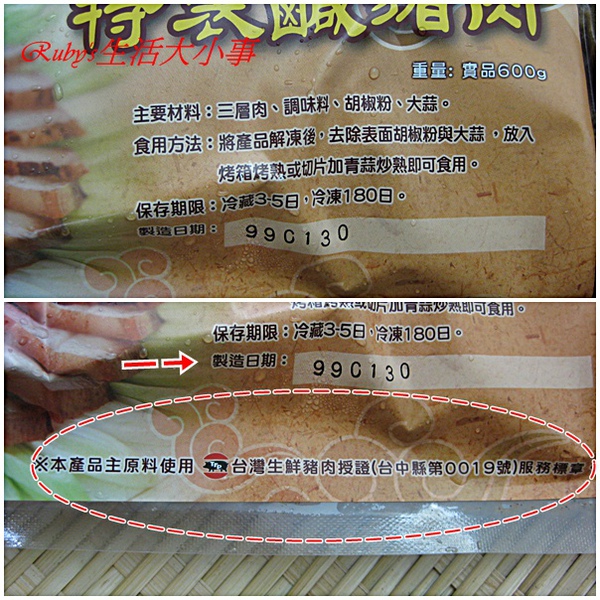 特製鹹豬肉
Ruby's生活大小事
重量: 實品600g
主要材料：三層肉、調味料、胡椒粉、大蒜。
食用方法：將產品解凍後，去除表面胡椒粉與大蒜，放入
烤箱烤熟或切片加青蒜炒熟即可食用。
保存期限：冷藏3-5日，冷凍180日。
製造日期：990130
烤箱烤熟或切片加青蒜炒熟即可食用。
保存期限：冷藏3-5日，冷凍180日。
製造日期：990130
※本產品主原料使用 台灣生鮮豬肉授證(台中縣第0019號)服務標章